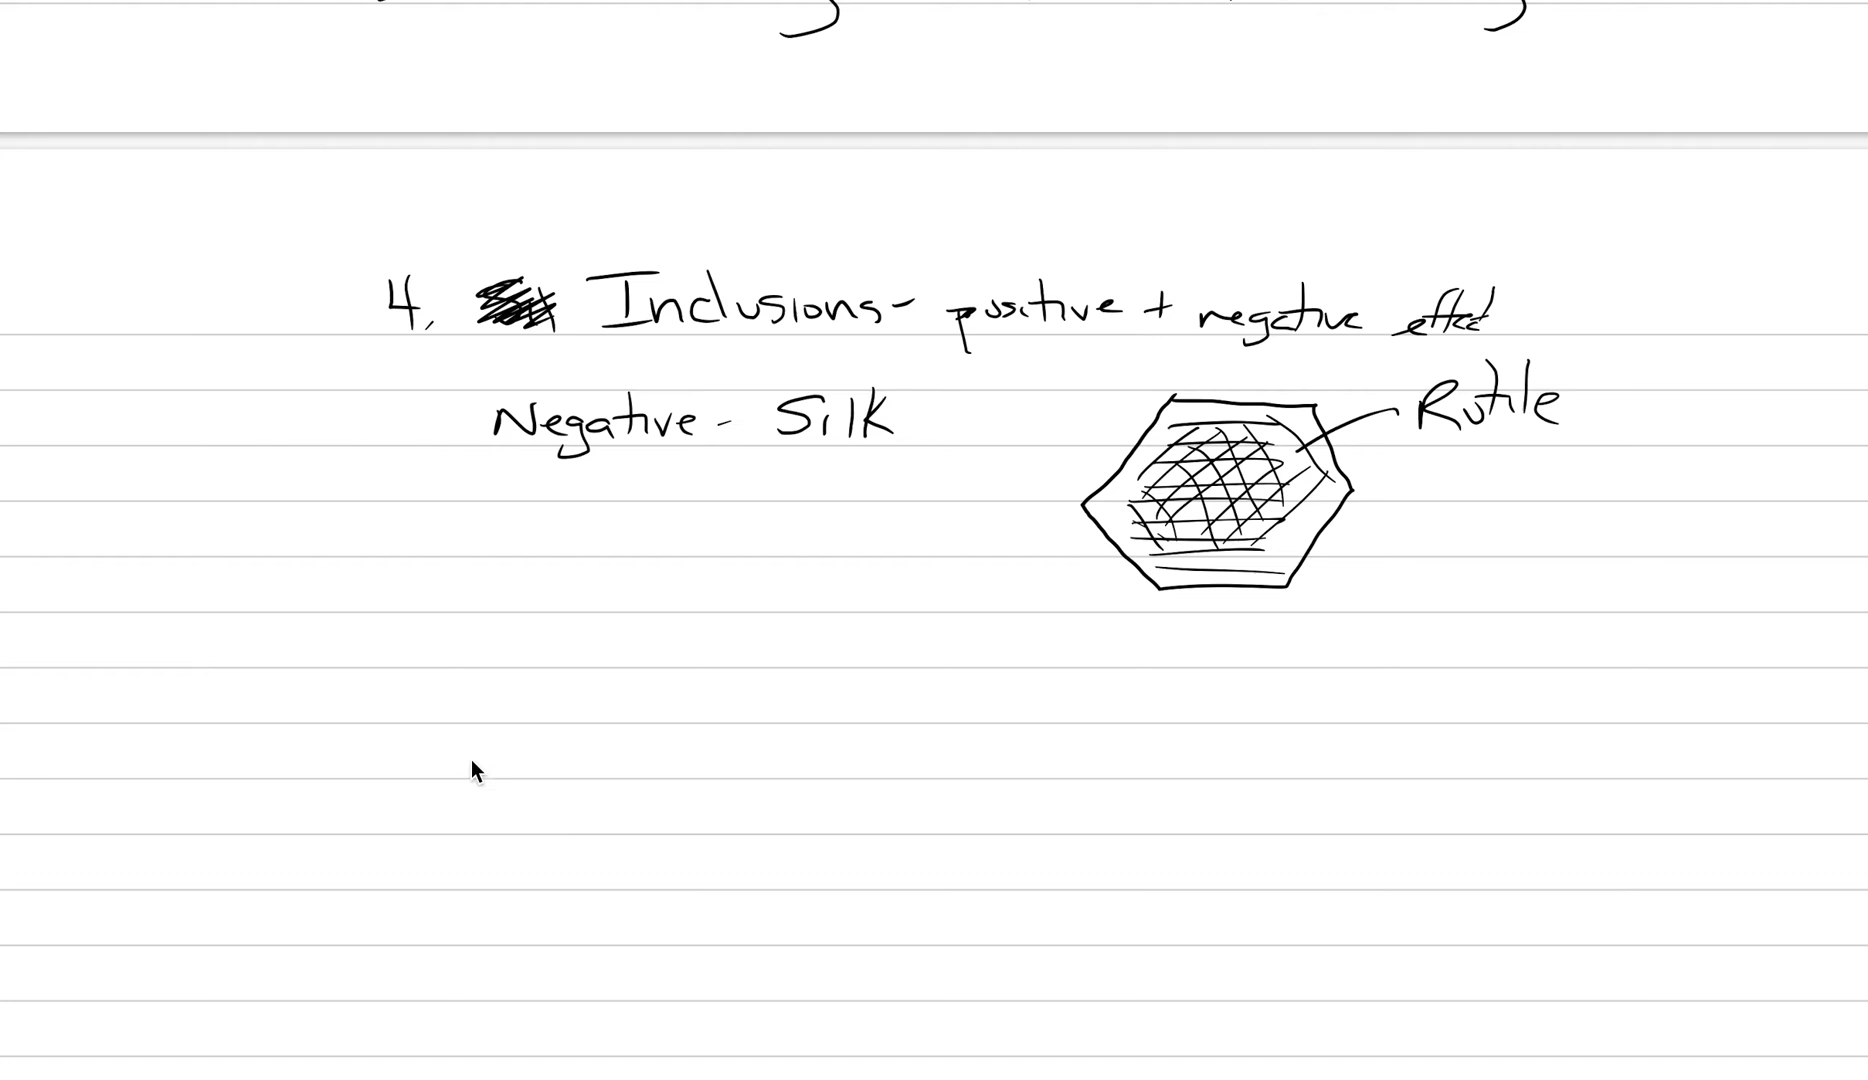 4. Inclusions - positive + negative effect
Negative - Silk
Rutile